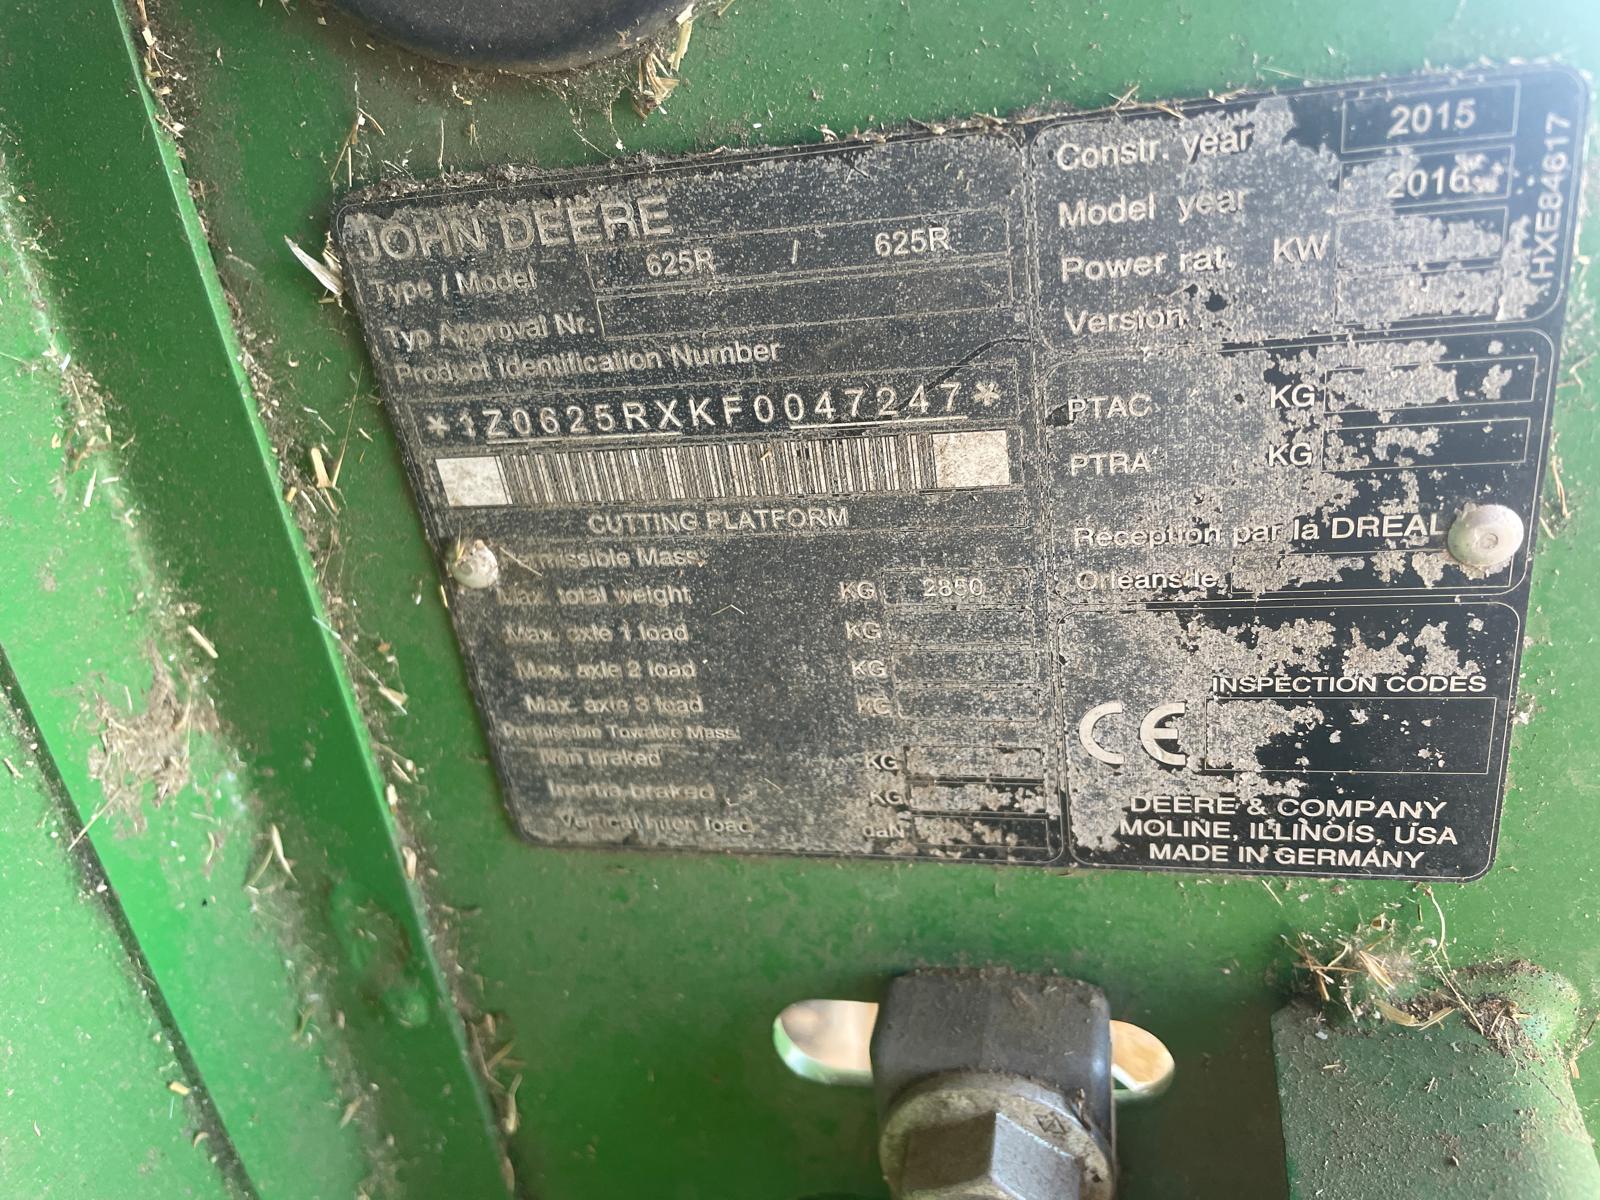 JOHN DEERE
Type / Model 625R / 625R
Typ Approval Nr.
Product Identification Number
*1Z0625RXKF0047247*
CUTTING PLATFORM
Permissible Mass:
Max. total weight KG 2850
Max. axle 1 load KG
Max. axle 2 load KG
Max. axle 3 load KG
Permissible Towable Mass:
Non braked KG
Inertia braked KG
Vertical load daN
Constr. year 2015
Model year 2016
Power rat. KW
Version
PTAC KG
PTRA KG
Reception par la DREAL
Orleans le
INSPECTION CODES
CE
DEERE & COMPANY
MOLINE, ILLINOIS, USA
MADE IN GERMANY
HXE84617